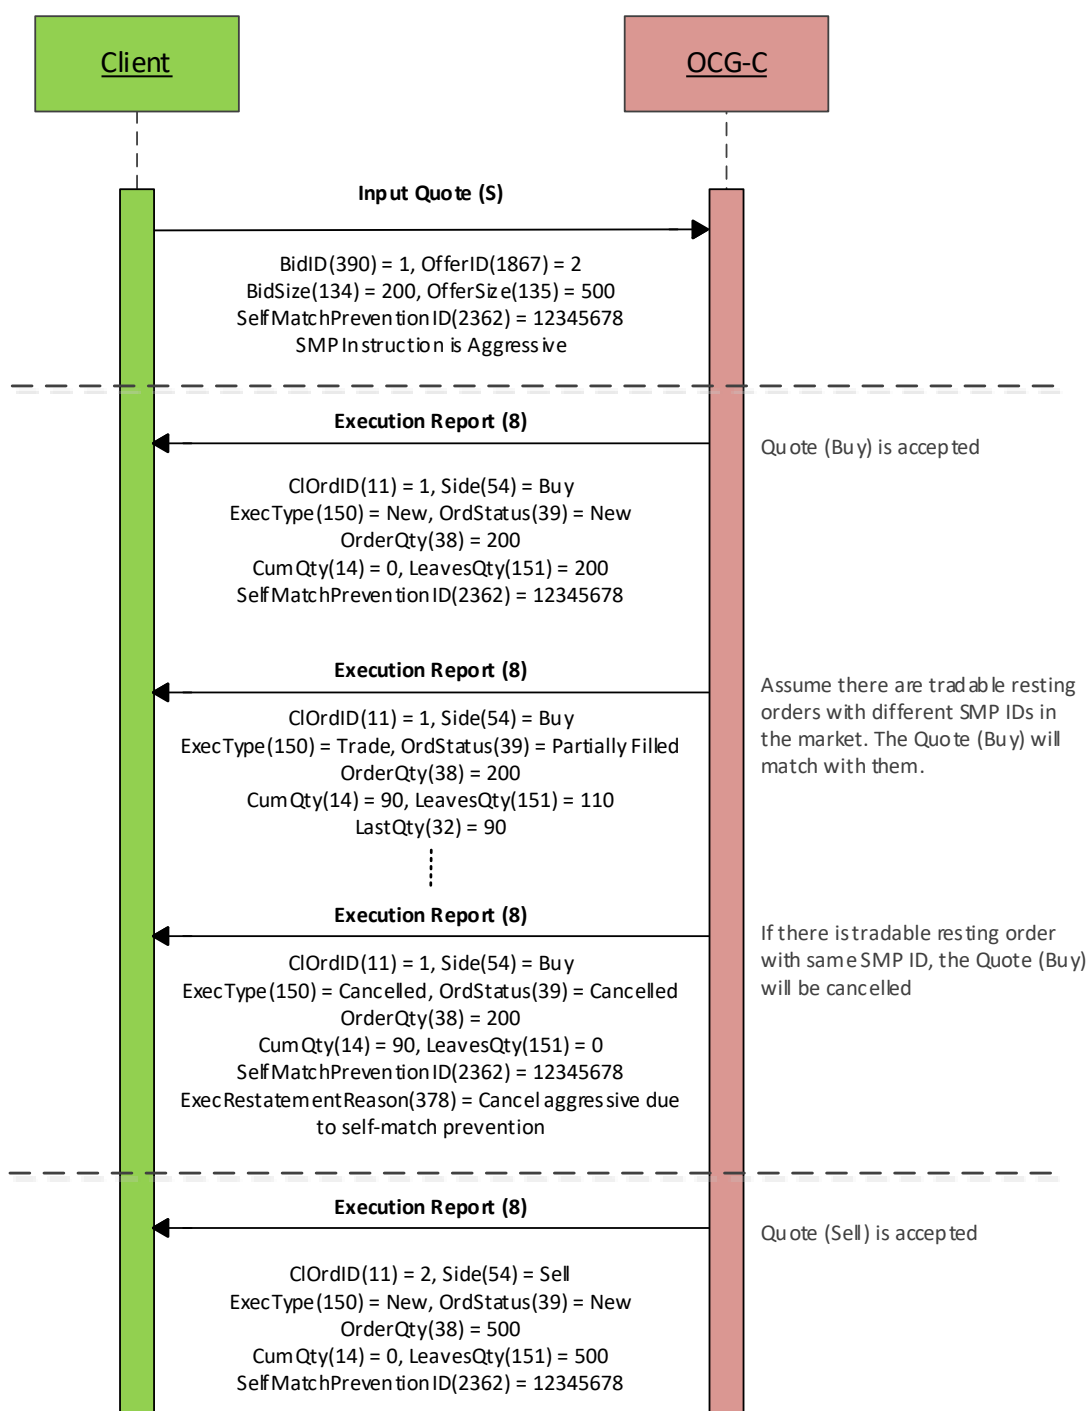 Client
OCG-C
Input Quote (S)
BidID(390) = 1, OfferID(1867) = 2
BidSize(134) = 200, OfferSize(135) = 500
SelfMatchPreventionID(2362) = 12345678
SMP Instruction is Aggressive
Execution Report (8)
Quote (Buy) is accepted
ClOrdID(11) = 1, Side(54) = Buy
ExecType(150) = New, OrdStatus(39) = New
OrderQty(38) = 200
CumQty(14) = 0, LeavesQty(151) = 200
SelfMatchPreventionID(2362) = 12345678
Execution Report (8)
Assume there are tradable resting
orders with different SMP IDs in
the market. The Quote (Buy) will
match with them.
ClOrdID(11) = 1, Side(54) = Buy
ExecType(150) = Trade, OrdStatus(39) = Partially Filled
OrderQty(38) = 200
CumQty(14) = 90, LeavesQty(151) = 110
LastQty(32) = 90
Execution Report (8)
If there is tradable resting order
with same SMP ID, the Quote (Buy)
will be cancelled
ClOrdID(11) = 1, Side(54) = Buy
ExecType(150) = Cancelled, OrdStatus(39) = Cancelled
OrderQty(38) = 200
CumQty(14) = 90, LeavesQty(151) = 0
SelfMatchPreventionID(2362) = 12345678
ExecRestatementReason(378) = Cancel aggressive due
to self-match prevention
Execution Report (8)
Quote (Sell) is accepted
ClOrdID(11) = 2, Side(54) = Sell
ExecType(150) = New, OrdStatus(39) = New
OrderQty(38) = 500
CumQty(14) = 0, LeavesQty(151) = 500
SelfMatchPreventionID(2362) = 12345678